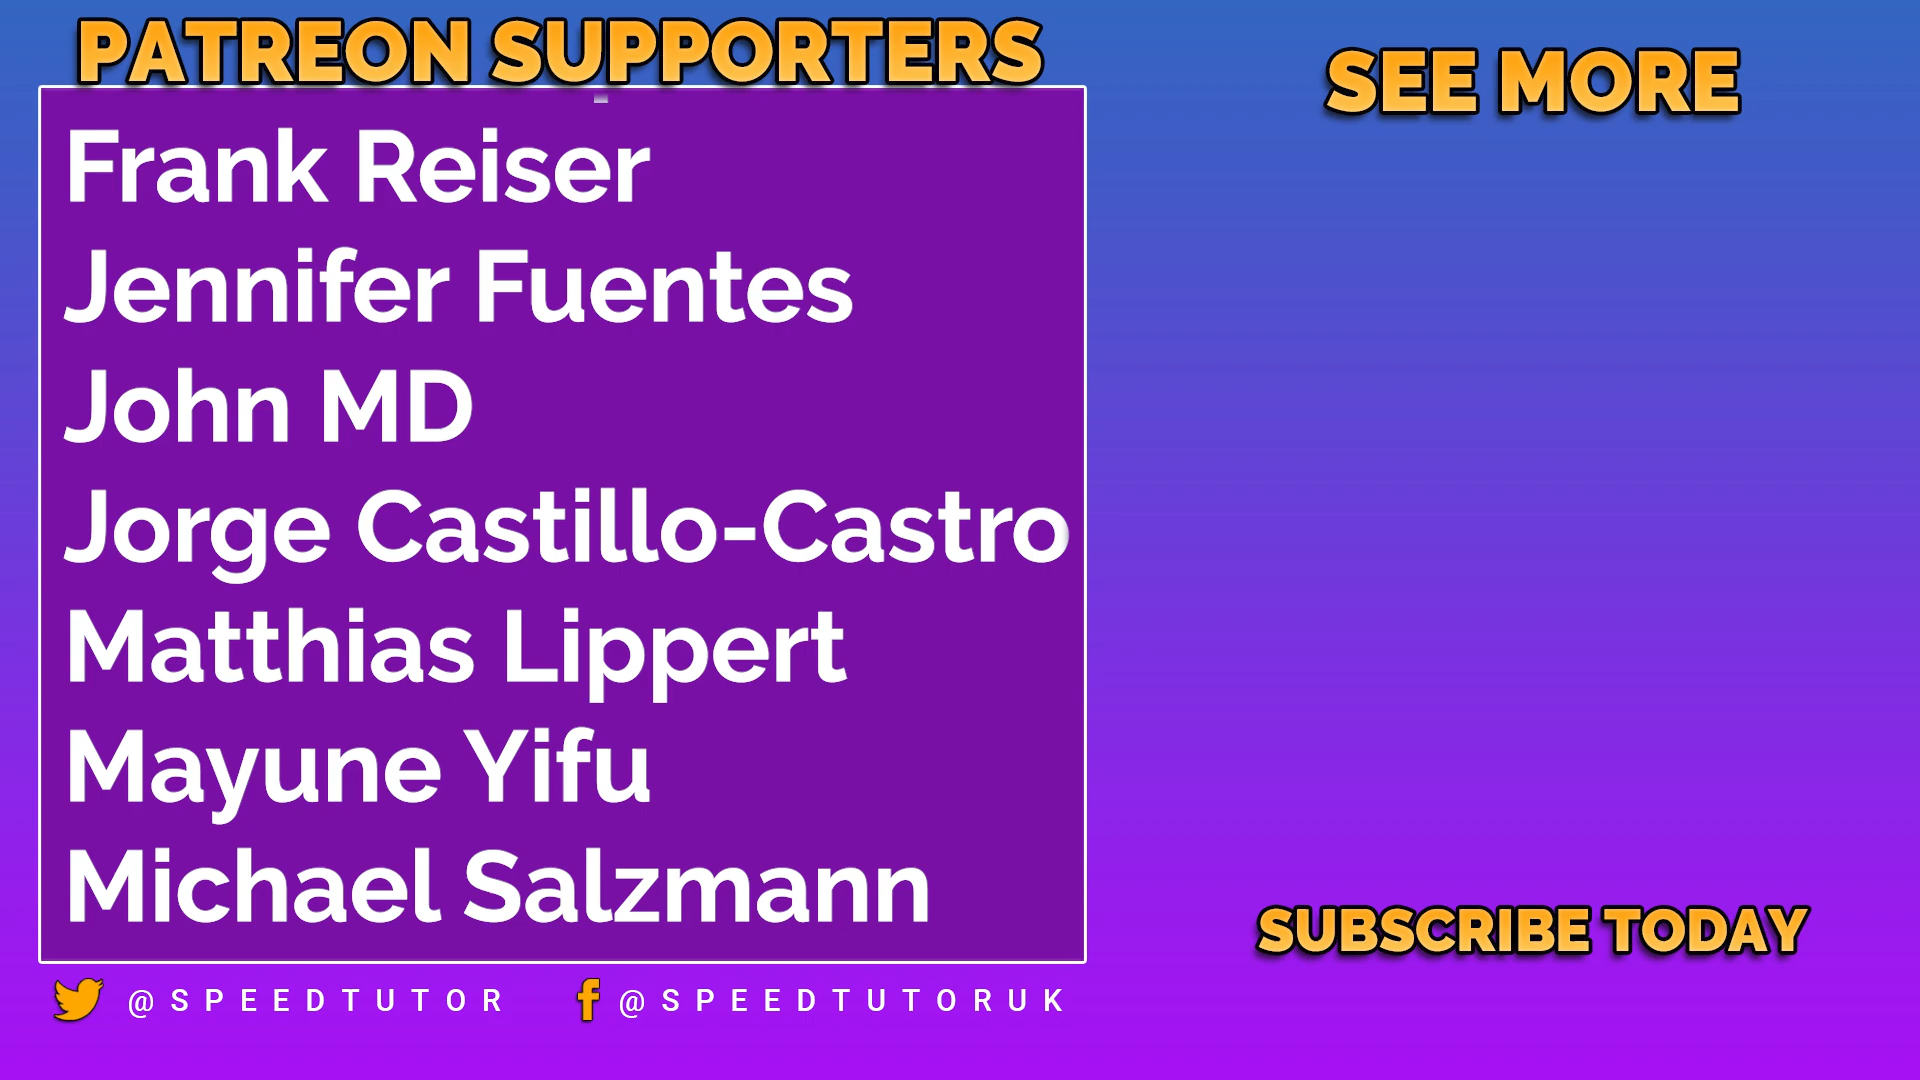 PATREON SUPPORTERS
SEE MORE
Frank Reiser
Jennifer Fuentes
John MD
Jorge Castillo-Castro
Matthias Lippert
Mayune Yifu
Michael Salzmann
SUBSCRIBE TODAY
@SPEEDTUTOR
@SPEEDTUTORUK